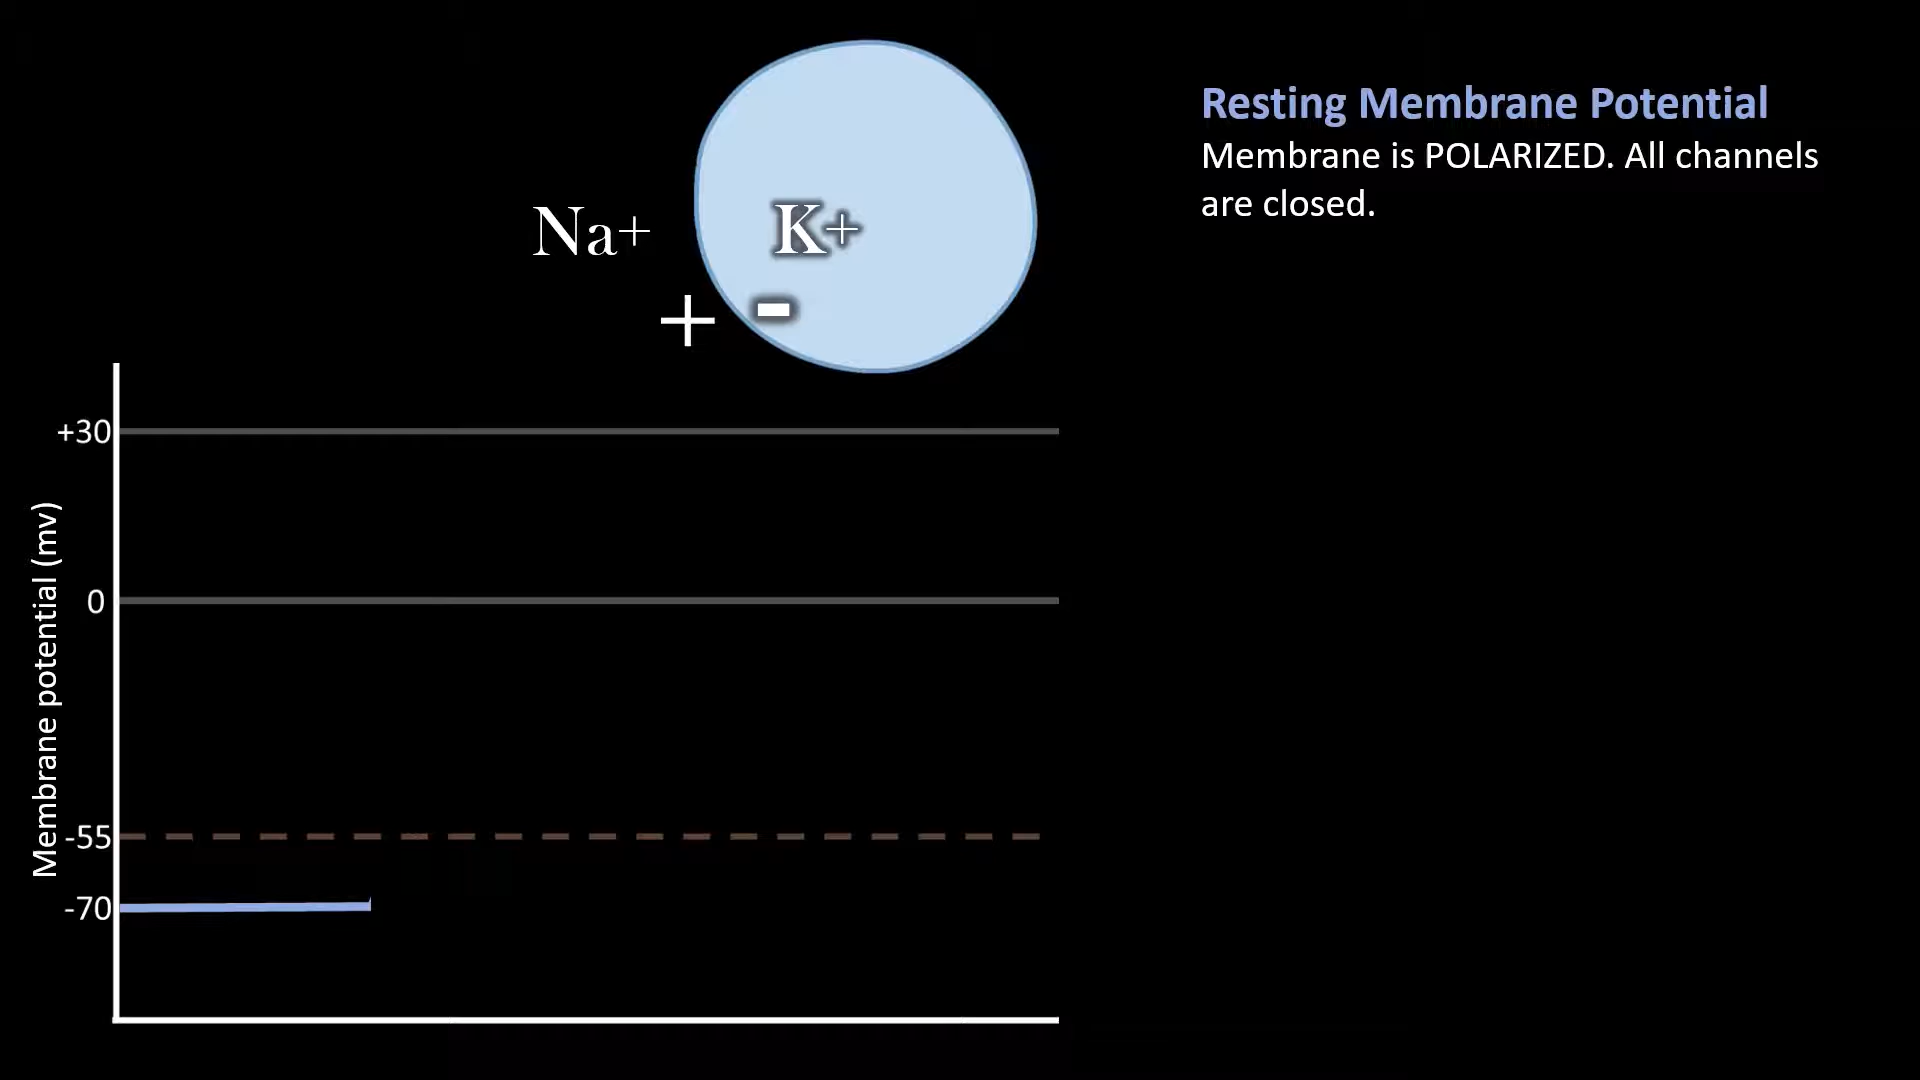 Resting Membrane Potential
Membrane is POLARIZED. All channels
are closed.
Na+
K+
+
-
+30
0
-55
-70
Membrane potential (mv)